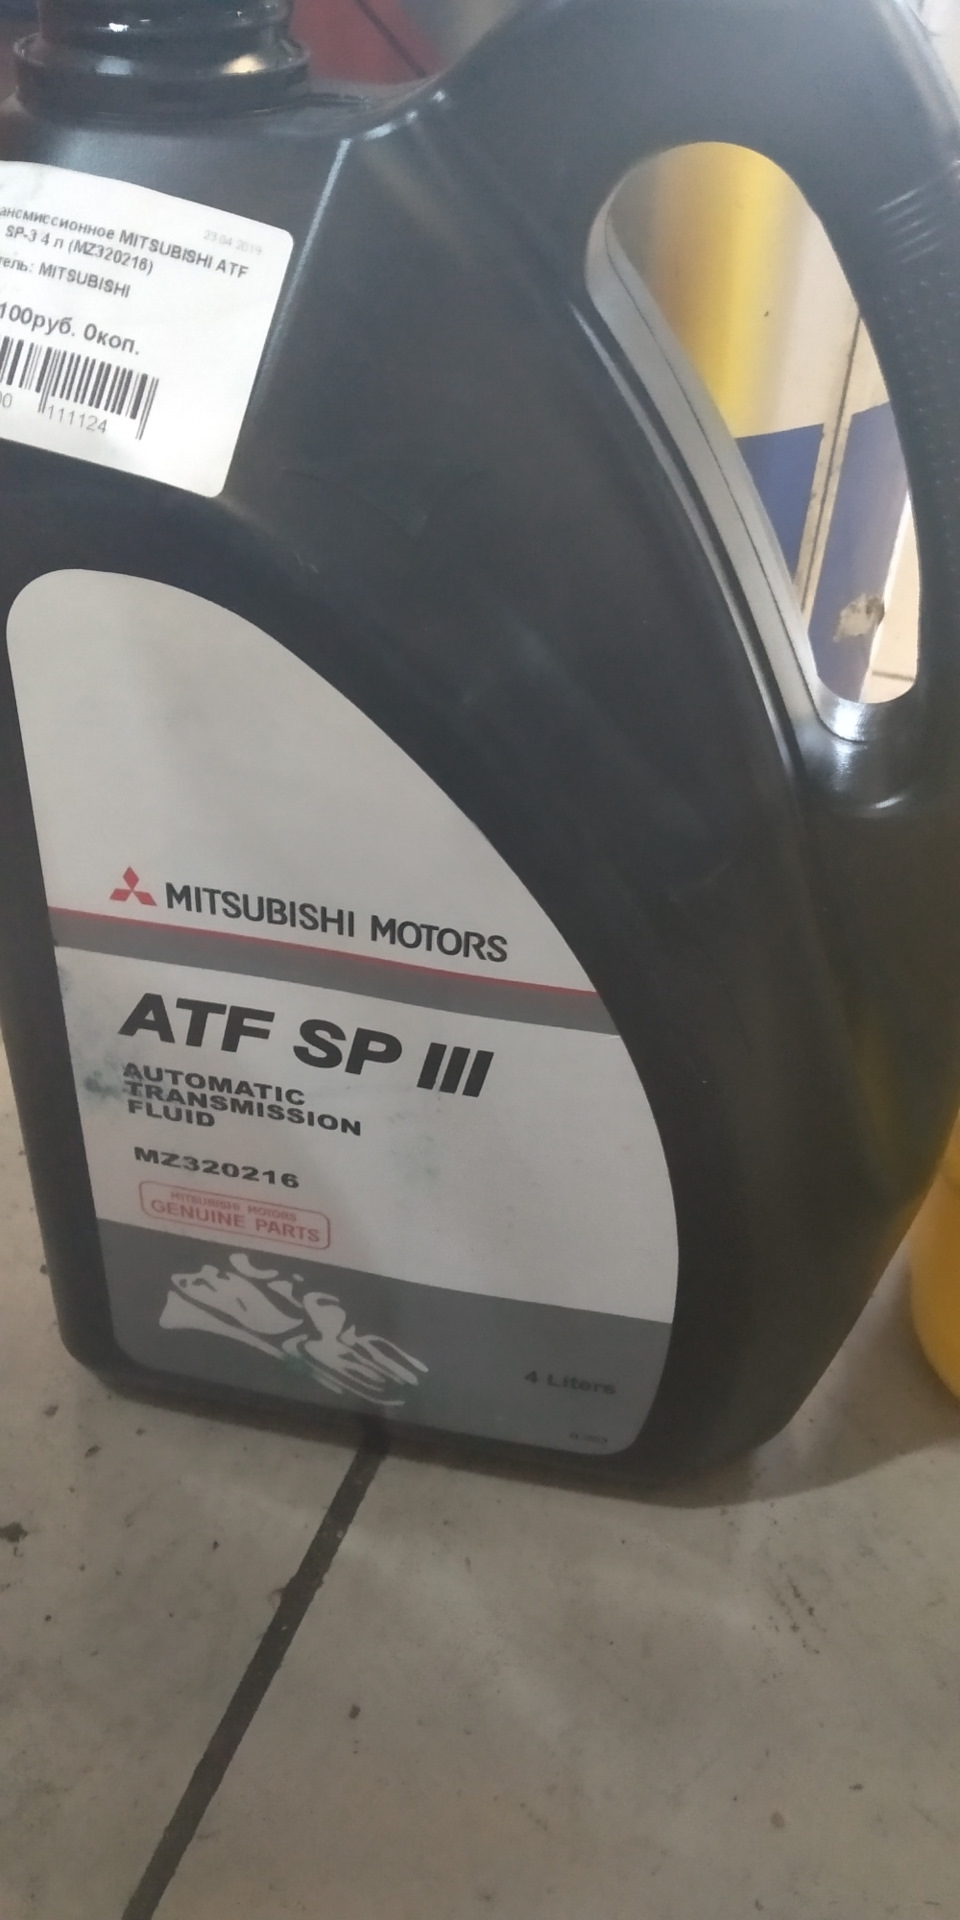 23.04.2019
ансмиссионное MITSUBISHI ATF
SP-3 4 л (MZ320216)
тель: MITSUBISHI
100руб. 0коп.
00 111124
MITSUBISHI MOTORS
ATF SP III
AUTOMATIC
TRANSMISSION
FLUID
MZ320216
MITSUBISHI MOTORS
GENUINE PARTS
4 Liters